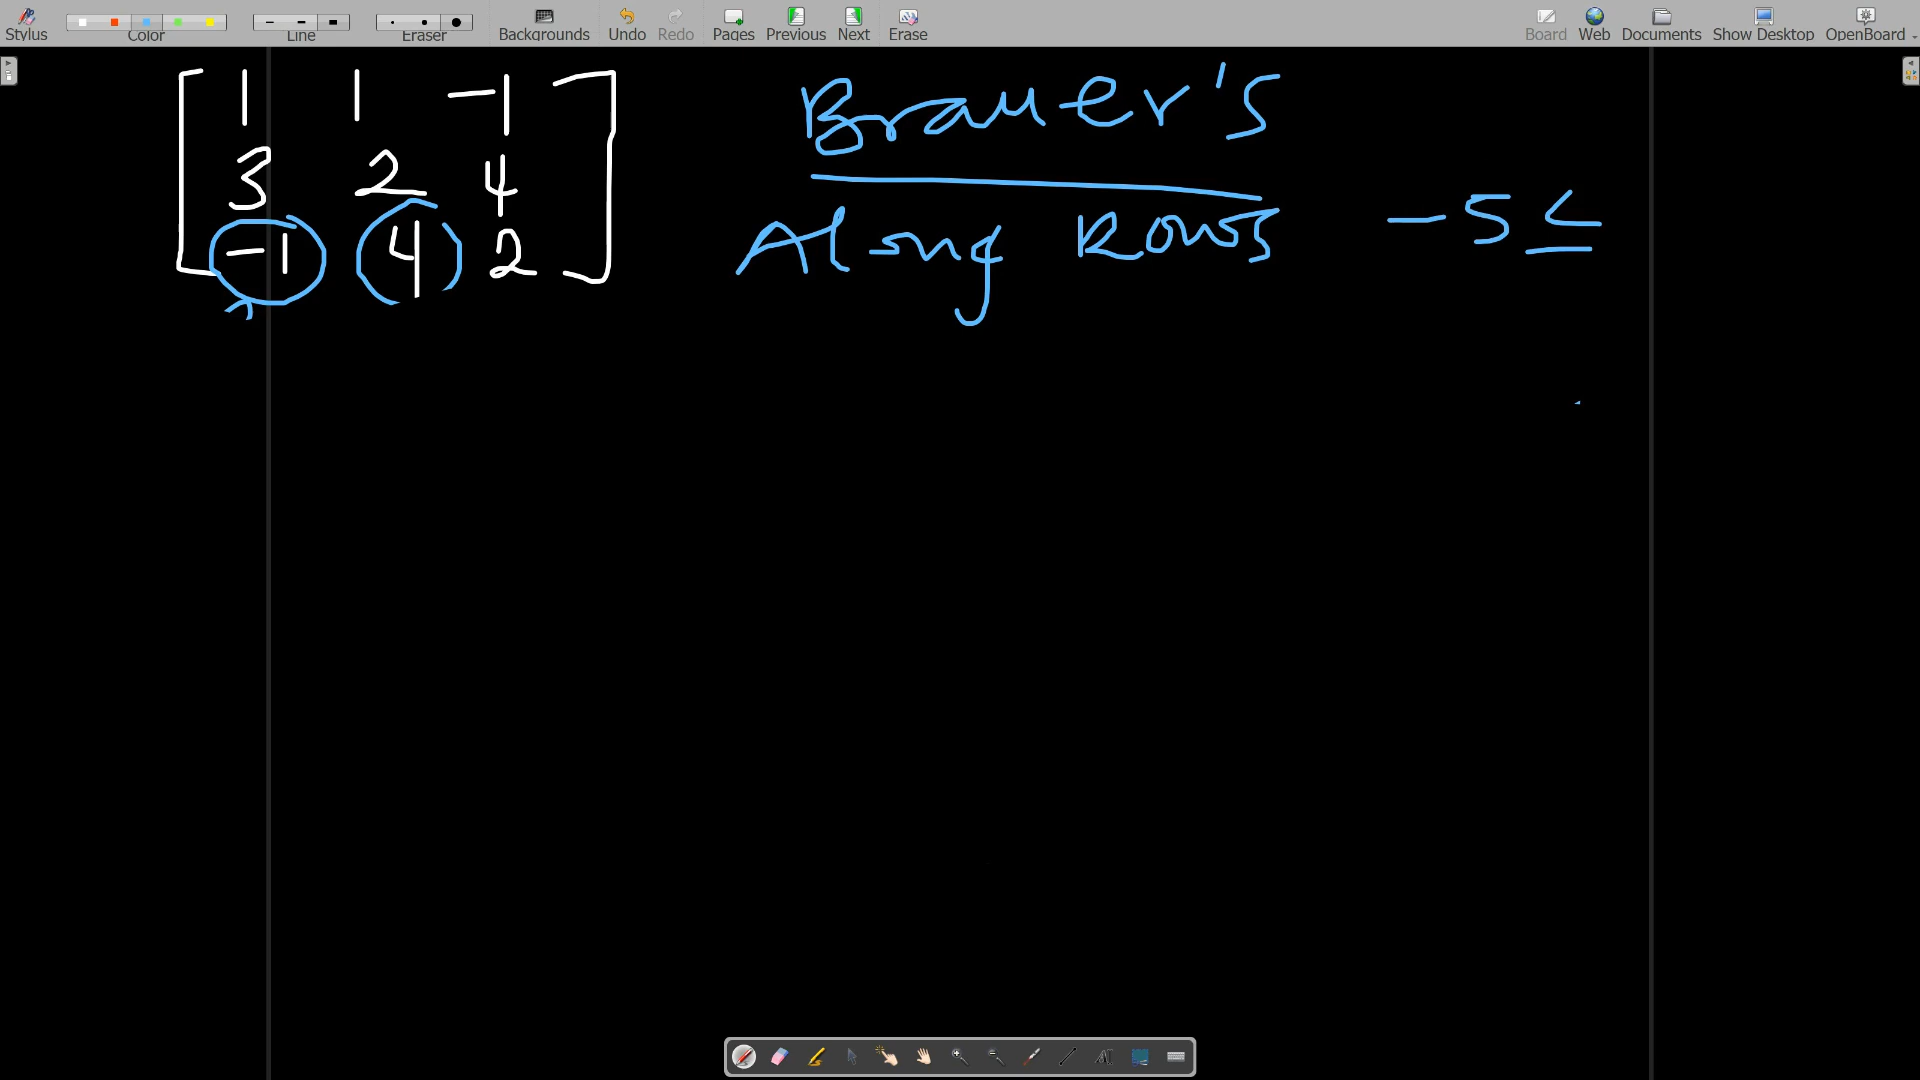 Stylus Color Line Eraser Backgrounds Undo Redo Pages Previous Next Erase Board Web Documents Show Desktop OpenBoard
1 1 -1
3 2 4
-1 4 2
Brauer's
Along Rows -5 ≤